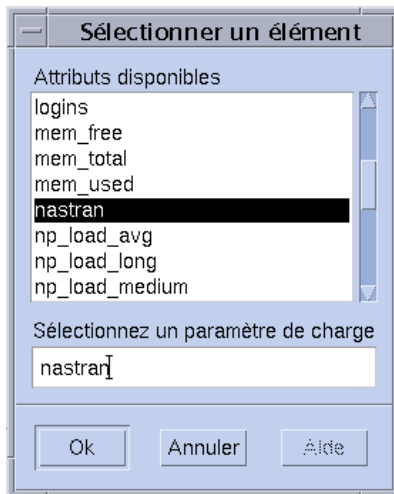 Sélectionner un élément
Attributs disponibles
logins
mem_free
mem_total
mem_used
nastran
np_load_avg
np_load_long
np_load_medium
Sélectionnez un paramètre de charge
nastran
Ok
Annuler
Aide